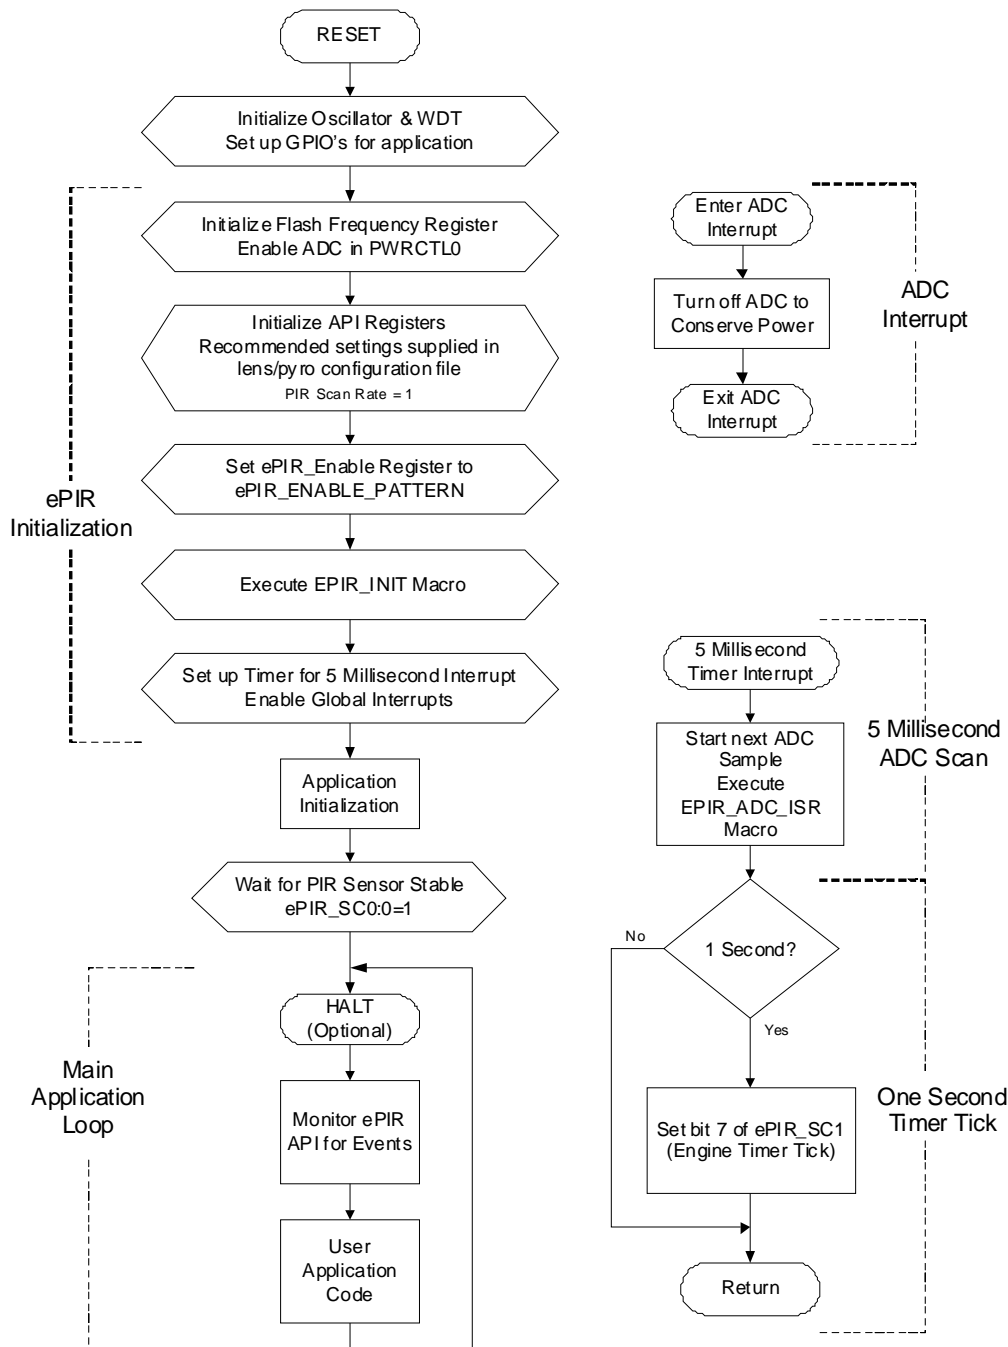 RESET
Initialize Oscillator & WDT
Set up GPIO's for application
Initialize Flash Frequency Register
Enable ADC in PWRCTL0
Initialize API Registers
Recommended settings supplied in
lens/pyro configuration file
PIR Scan Rate = 1
Set ePIR_Enable Register to
ePIR_ENABLE_PATTERN
ePIR
Initialization
Execute EPIR_INIT Macro
Set up Timer for 5 Millisecond Interrupt
Enable Global Interrupts
Application
Initialization
Wait for PIR Sensor Stable
ePIR_SC0:0=1
HALT
(Optional)
Main
Application
Loop
Monitor ePIR
API for Events
User
Application
Code
Enter ADC
Interrupt
Turn off ADC to
Conserve Power
Exit ADC
Interrupt
ADC
Interrupt
5 Millisecond
Timer Interrupt
Start next ADC
Sample
Execute
EPIR_ADC_ISR
Macro
5 Millisecond
ADC Scan
1 Second?
No
Yes
Set bit 7 of ePIR_SC1
(Engine Timer Tick)
One Second
Timer Tick
Return